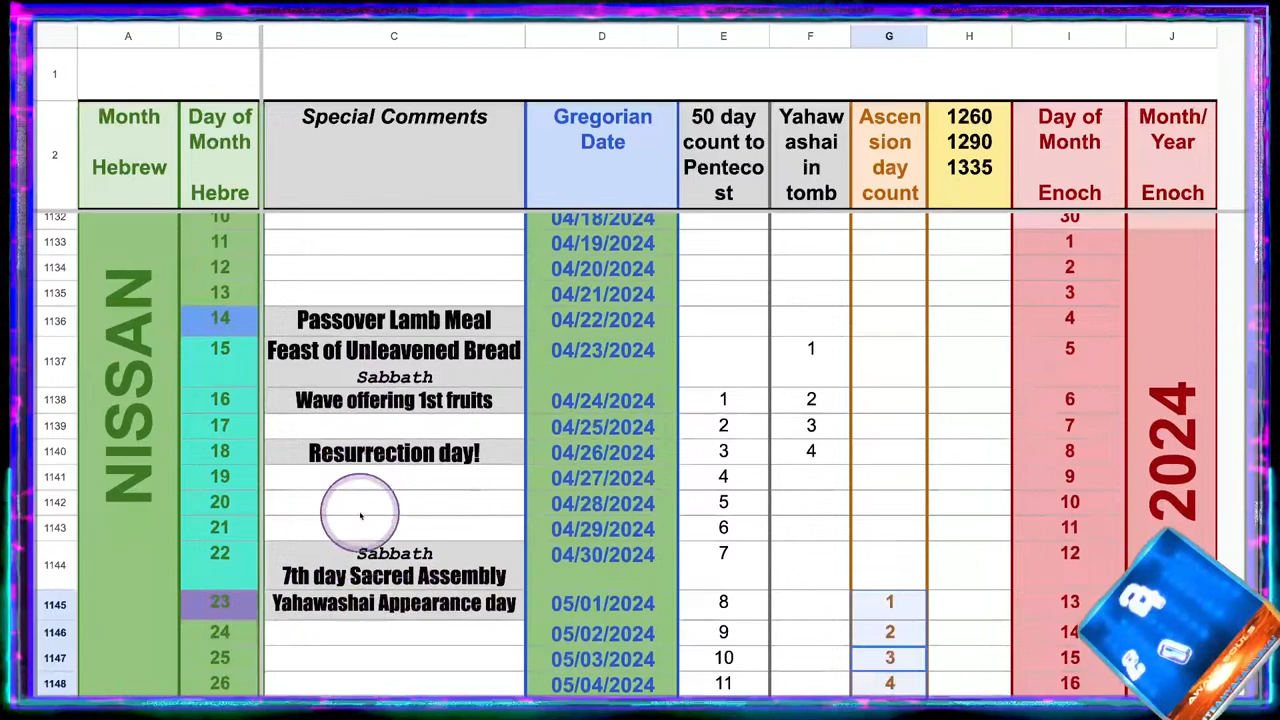 A B C D E F G H I J
1
2
Month Hebrew
Day of Month Hebre
Special Comments
Gregorian Date
50 day count to Penteco st
Yahaw ashai in tomb
Ascen sion day count
1260 1290 1335
Day of Month Enoch
Month/ Year Enoch
NISSAN
2024
1132 10 04/18/2024 30
1133 11 04/19/2024 1
1134 12 04/20/2024 2
1135 13 04/21/2024 3
1136 14 Passover Lamb Meal 04/22/2024 4
1137 15 Feast of Unleavened Bread 04/23/2024 1 5
Sabbath
1138 16 Wave offering 1st fruits 04/24/2024 1 2 6
1139 17 04/25/2024 2 3 7
1140 18 Resurrection day! 04/26/2024 3 4 8
1141 19 04/27/2024 4 9
1142 20 04/28/2024 5 10
1143 21 04/29/2024 6 11
1144 22 Sabbath 04/30/2024 7 12
7th day Sacred Assembly
1145 23 Yahawashai Appearance day 05/01/2024 8 1 13
1146 24 05/02/2024 9 2 14
1147 25 05/03/2024 10 3 15
1148 26 05/04/2024 11 4 16